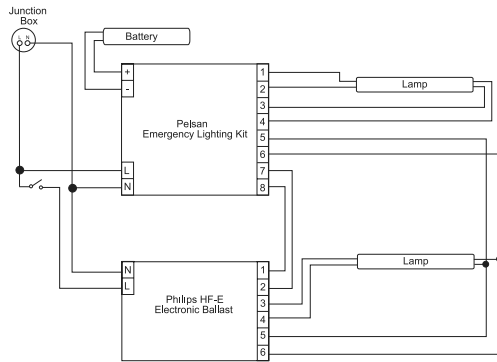 Junction
Box
L N
Battery
+
-
Pelsan
Emergency Lighting Kit
L
N
1
2
3
4
5
6
7
8
Lamp
N
L
Philips HF-E
Electronic Ballast
1
2
3
4
5
6
Lamp